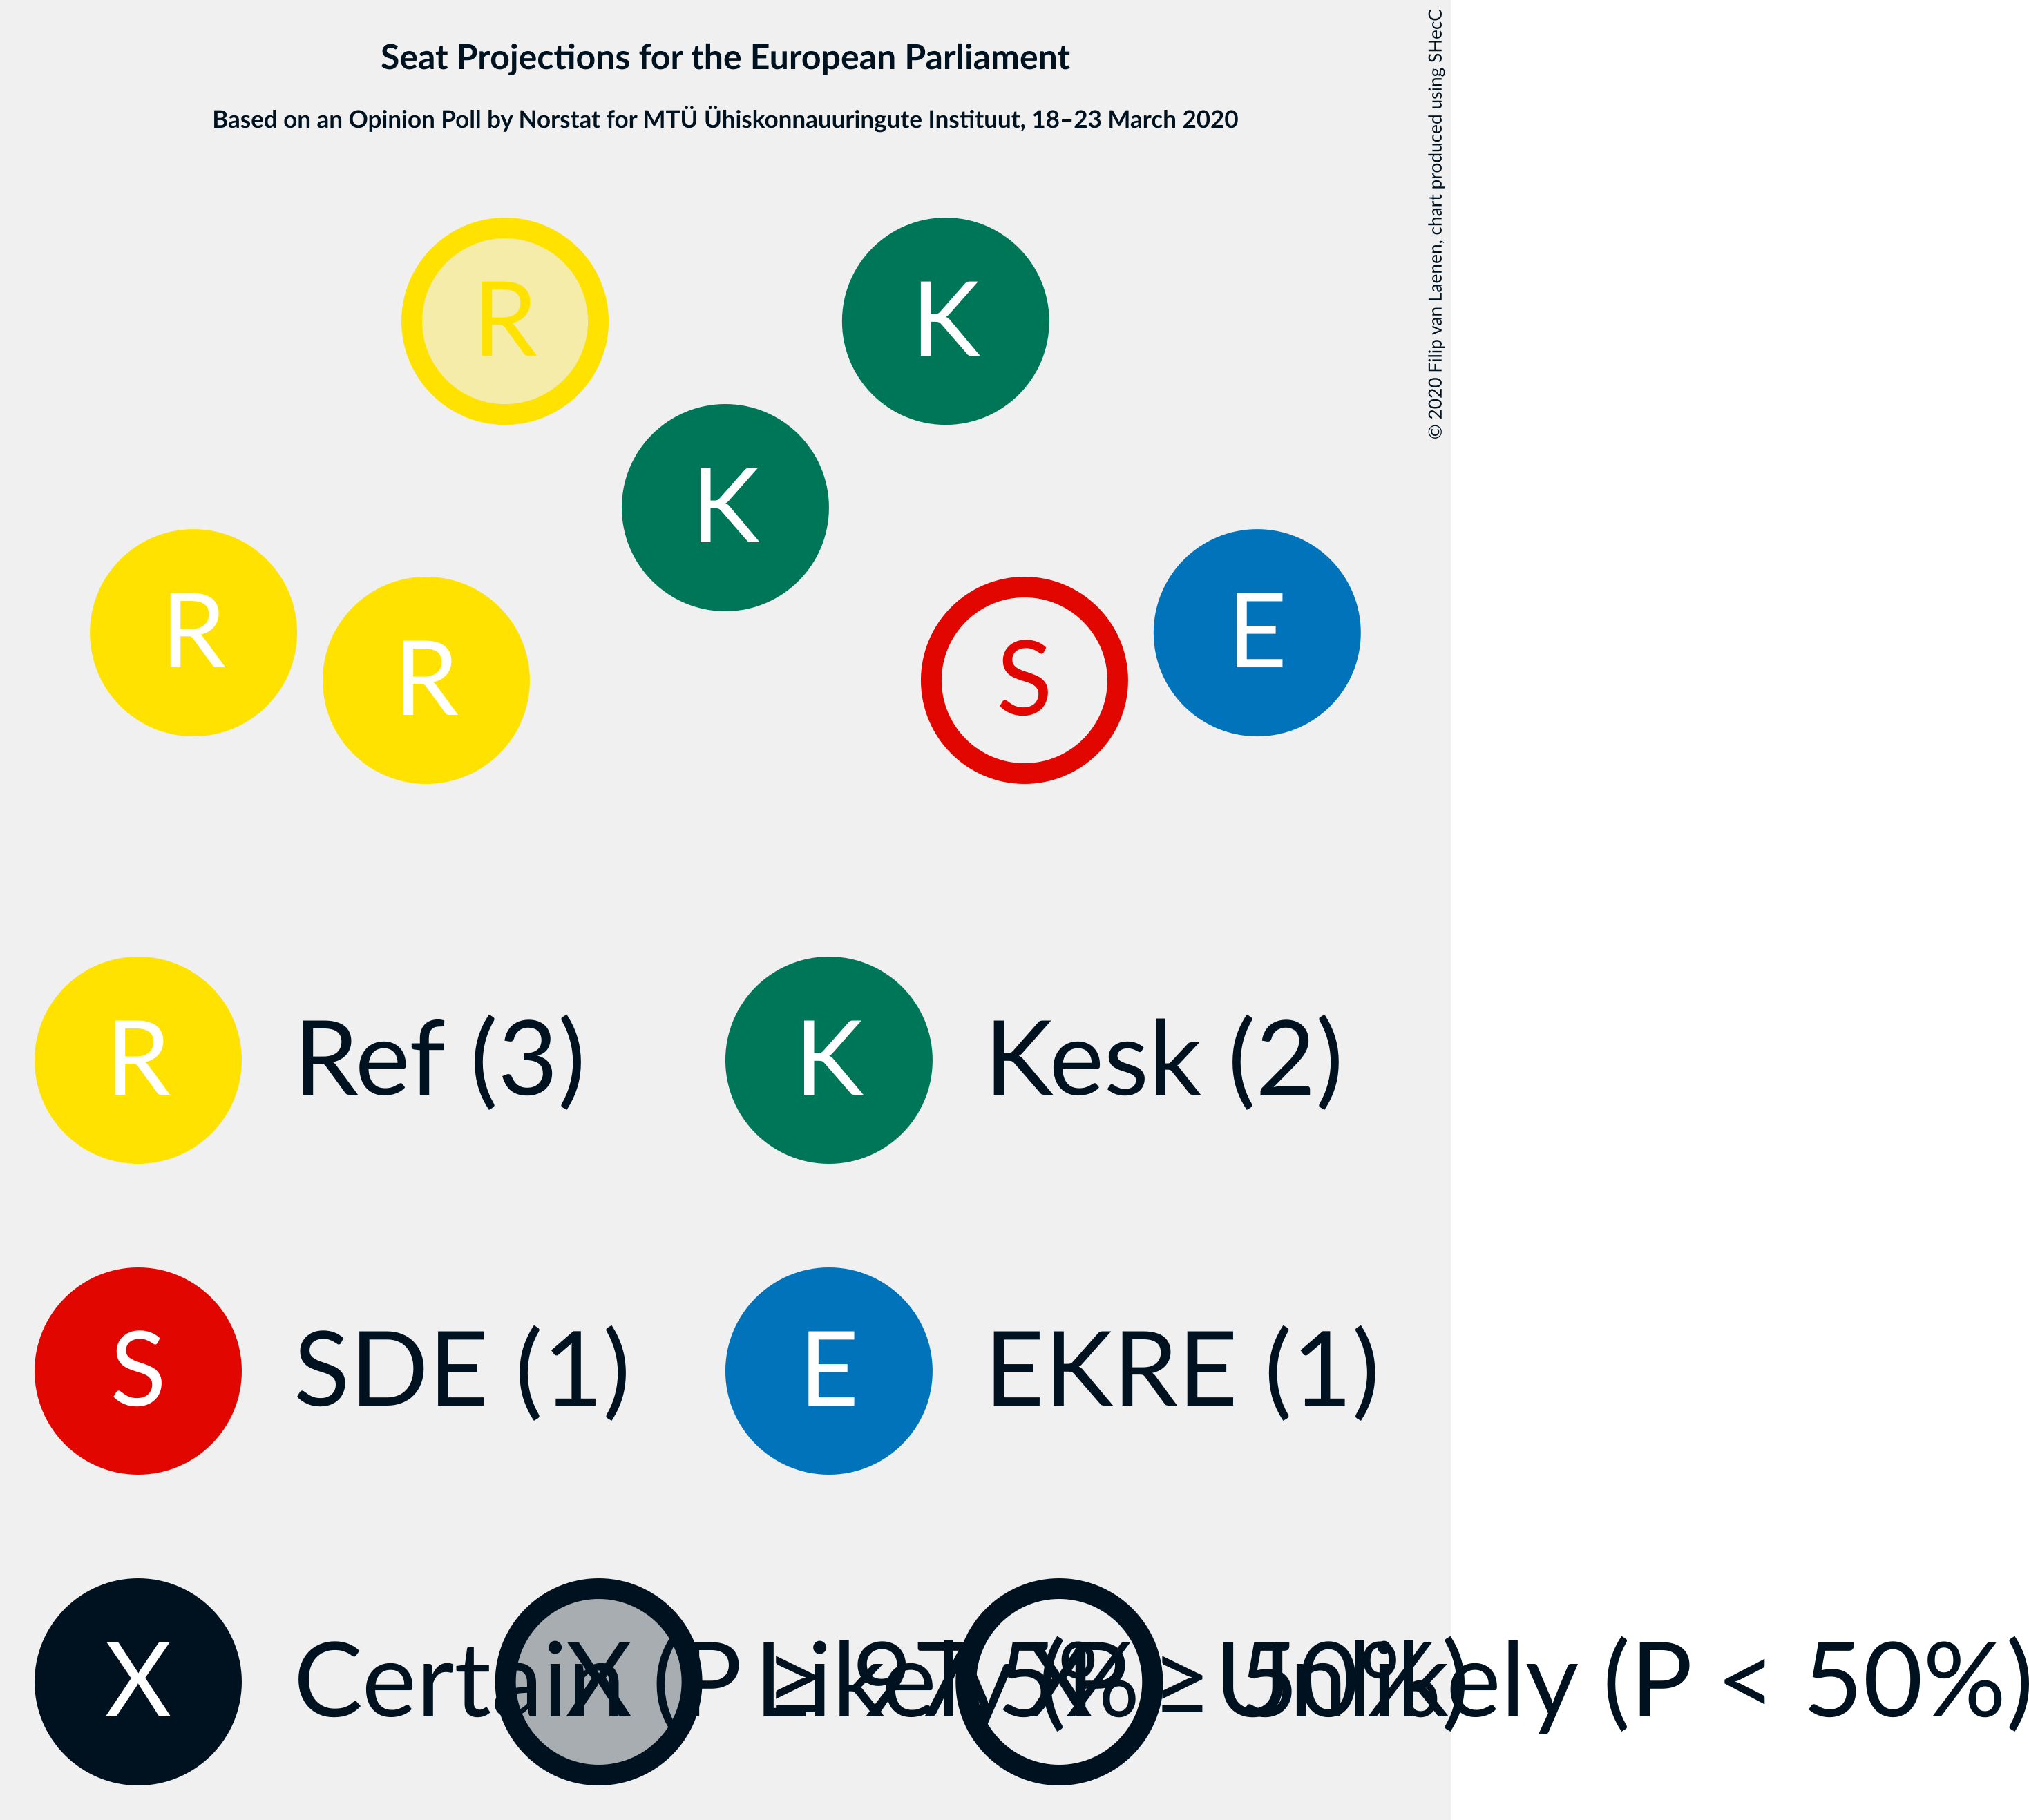 Seat Projections for the European Parliament
Based on an Opinion Poll by Norstat for MTÜ Ühiskonnauuringute Instituut, 18–23 March 2020
© 2020 Filip van Laenen, chart produced using SHecC
R
K
K
R
R
S
E
R Ref (3)
K Kesk (2)
S SDE (1)
E EKRE (1)
X Certain (P ≥ 95%)
X Likely (P ≥ 50%)
X Unlikely (P < 50%)